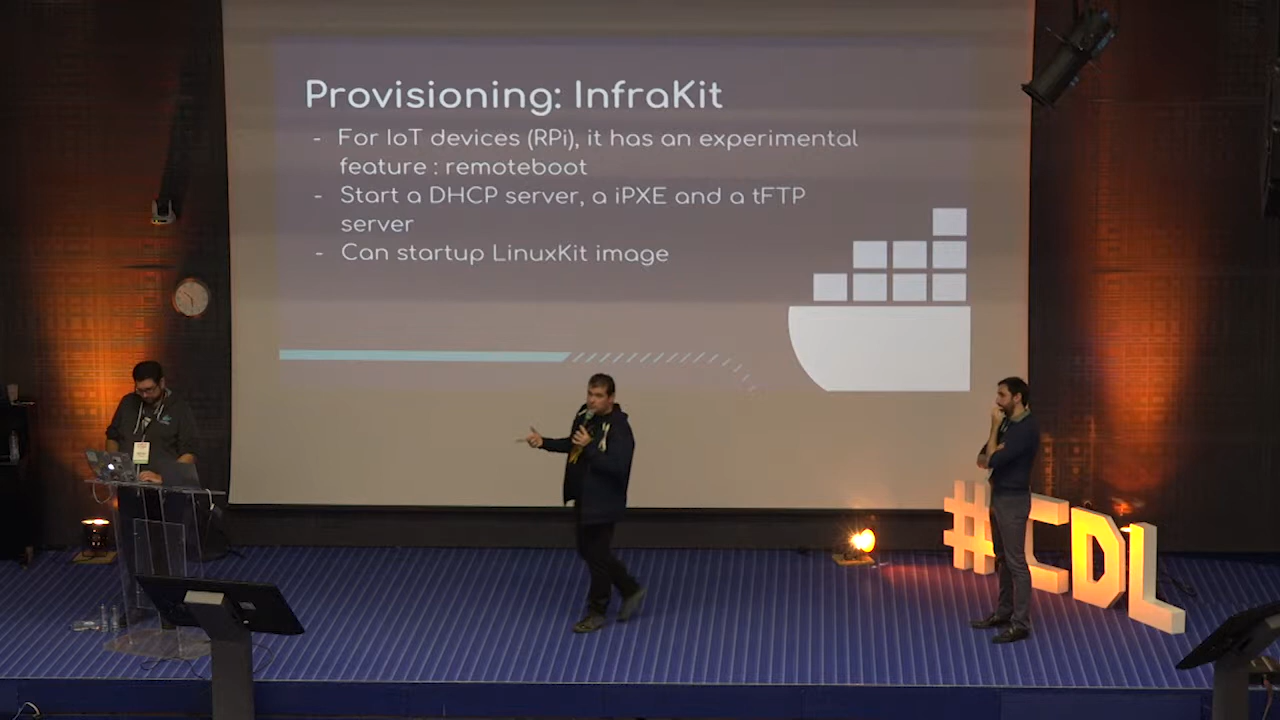 Provisioning: InfraKit
- For IoT devices (RPi), it has an experimental
feature : remoteboot
- Start a DHCP server, a iPXE and a tFTP
server
- Can startup LinuxKit image
#CDL